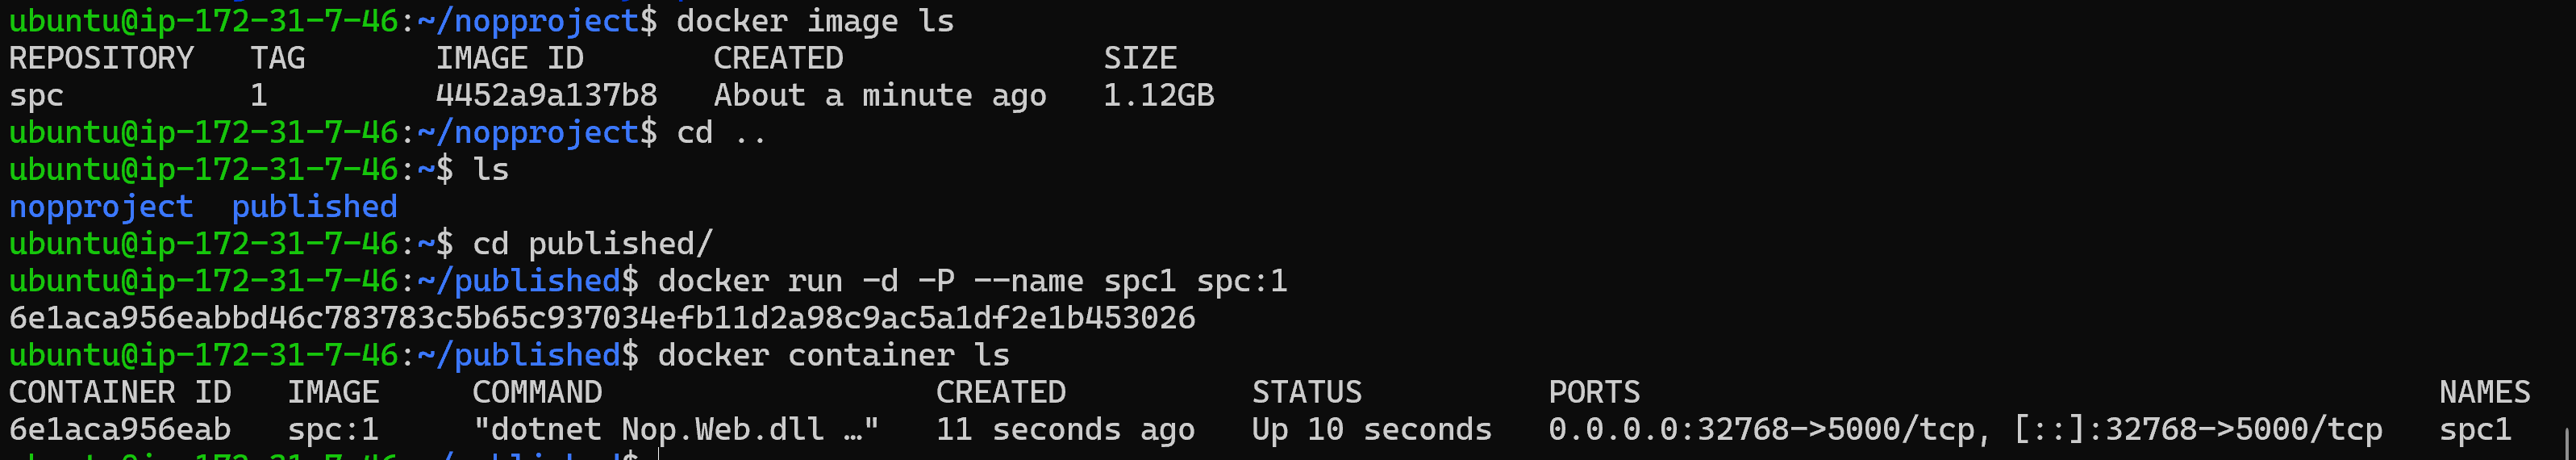 ubuntu@ip-172-31-7-46:~/nopproject$ docker image ls
REPOSITORY   TAG       IMAGE ID       CREATED              SIZE
spc          1         4452a9a137b8   About a minute ago   1.12GB
ubuntu@ip-172-31-7-46:~/nopproject$ cd ..
ubuntu@ip-172-31-7-46:~$ ls
nopproject  published
ubuntu@ip-172-31-7-46:~$ cd published/
ubuntu@ip-172-31-7-46:~/published$ docker run -d -P --name spc1 spc:1
6e1aca956eabbd46c783783c5b65c937034efb11d2a98c9ac5a1df2e1b453026
ubuntu@ip-172-31-7-46:~/published$ docker container ls
CONTAINER ID   IMAGE     COMMAND                  CREATED          STATUS          PORTS                                           NAMES
6e1aca956eab   spc:1     "dotnet Nop.Web.dll …"   11 seconds ago   Up 10 seconds   0.0.0.0:32768->5000/tcp, [::]:32768->5000/tcp   spc1